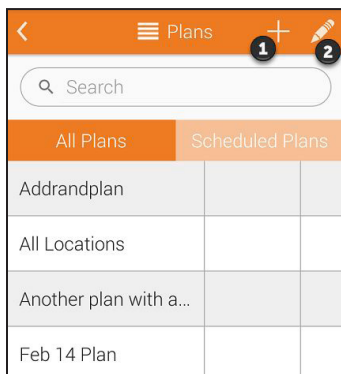 Plans
1
2
Search
All Plans Scheduled Plans
Addrandplan
All Locations
Another plan with a...
Feb 14 Plan